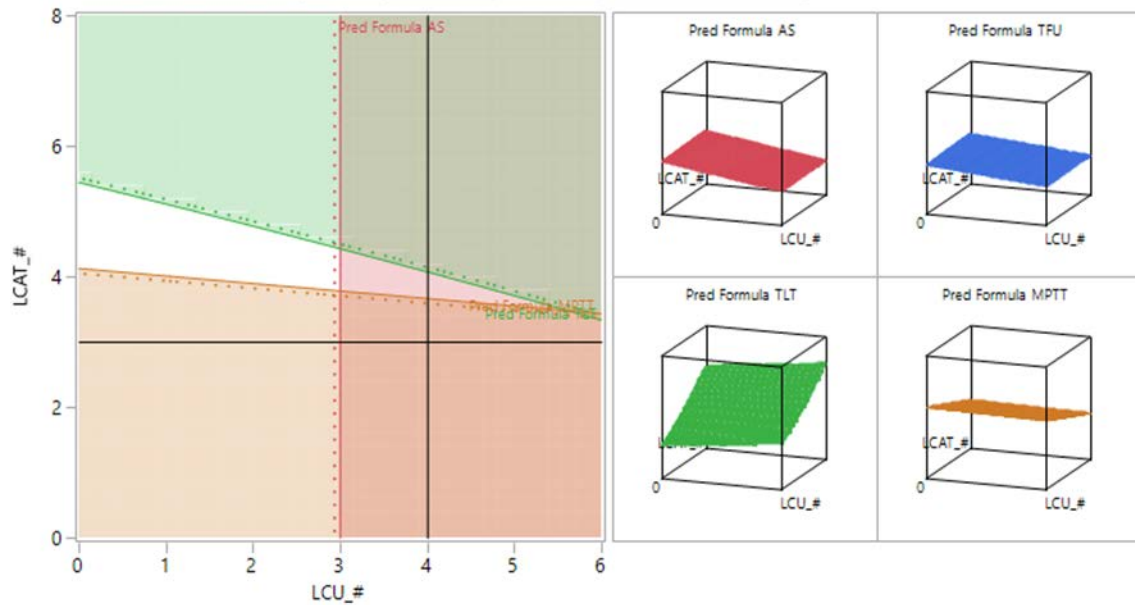 Pred Formula AS
Pred Formula MPTT
Pred Formula TLT
8
6
4
2
0
LCAT_#
0
1
2
3
4
5
6
LCU_#
Pred Formula AS
LCAT_#
0
LCU_#
Pred Formula TFU
LCAT_#
0
LCU_#
Pred Formula TLT
0
LCU_#
Pred Formula MPTT
LCAT_#
0
LCU_#